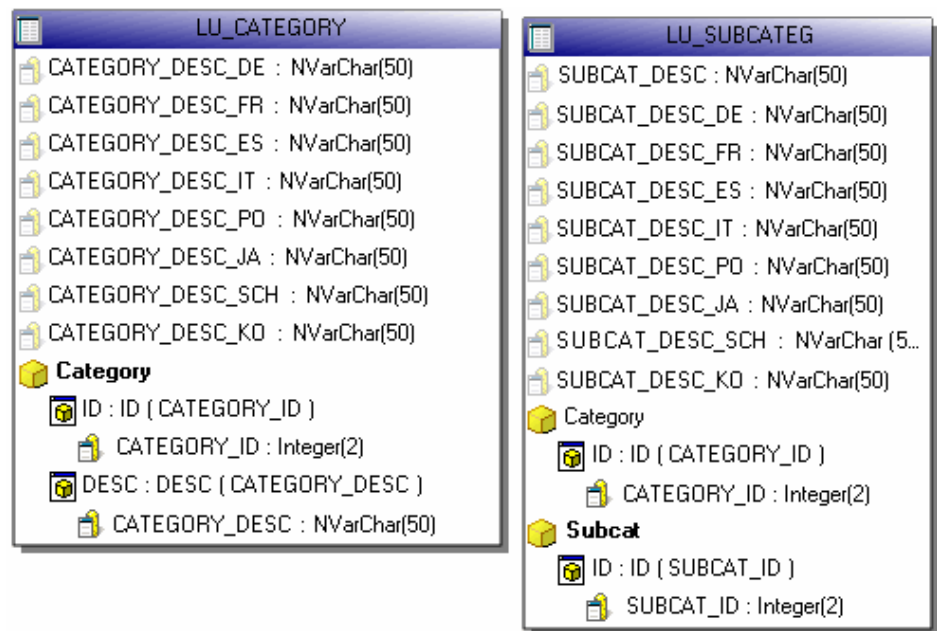 LU_CATEGORY
CATEGORY_DESC_DE : NVarChar(50)
CATEGORY_DESC_FR : NVarChar(50)
CATEGORY_DESC_ES : NVarChar(50)
CATEGORY_DESC_IT : NVarChar(50)
CATEGORY_DESC_PO : NVarChar(50)
CATEGORY_DESC_JA : NVarChar(50)
CATEGORY_DESC_SCH : NVarChar(50)
CATEGORY_DESC_KO : NVarChar(50)
Category
ID : ID ( CATEGORY_ID )
CATEGORY_ID : Integer(2)
DESC : DESC ( CATEGORY_DESC )
CATEGORY_DESC : NVarChar(50)
LU_SUBCATEG
SUBCAT_DESC : NVarChar(50)
SUBCAT_DESC_DE : NVarChar(50)
SUBCAT_DESC_FR : NVarChar(50)
SUBCAT_DESC_ES : NVarChar(50)
SUBCAT_DESC_IT : NVarChar(50)
SUBCAT_DESC_PO : NVarChar(50)
SUBCAT_DESC_JA : NVarChar(50)
SUBCAT_DESC_SCH : NVarChar (5...
SUBCAT_DESC_KO : NVarChar(50)
Category
ID : ID ( CATEGORY_ID )
CATEGORY_ID : Integer(2)
Subcat
ID : ID ( SUBCAT_ID )
SUBCAT_ID : Integer(2)